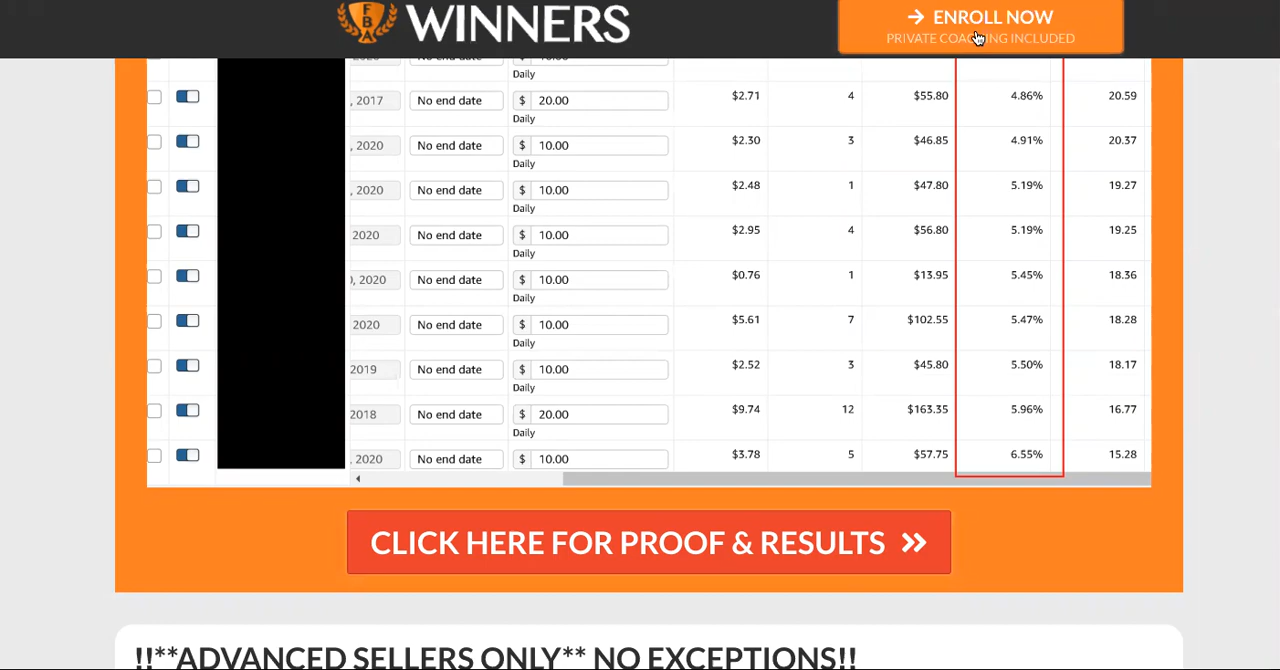 FBA WINNERS
→ ENROLL NOW
PRIVATE COACHING INCLUDED
Daily
, 2017 No end date $ 20.00 $2.71 4 $55.80 4.86% 20.59
Daily
, 2020 No end date $ 10.00 $2.30 3 $46.85 4.91% 20.37
Daily
, 2020 No end date $ 10.00 $2.48 1 $47.80 5.19% 19.27
Daily
2020 No end date $ 10.00 $2.95 4 $56.80 5.19% 19.25
Daily
), 2020 No end date $ 10.00 $0.76 1 $13.95 5.45% 18.36
Daily
2020 No end date $ 10.00 $5.61 7 $102.55 5.47% 18.28
Daily
2019 No end date $ 10.00 $2.52 3 $45.80 5.50% 18.17
Daily
2018 No end date $ 20.00 $9.74 12 $163.35 5.96% 16.77
Daily
, 2020 No end date $ 10.00 $3.78 5 $57.75 6.55% 15.28
CLICK HERE FOR PROOF & RESULTS »
!!**ADVANCED SELLERS ONLY** NO EXCEPTIONS!!